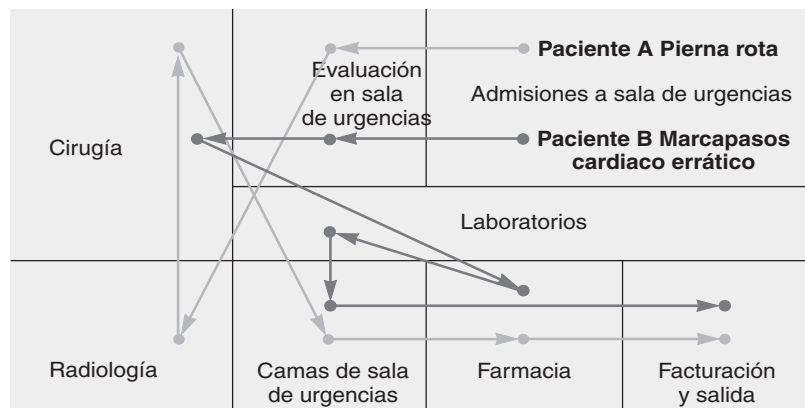 Paciente A Pierna rota
Evaluación
en sala
de urgencias
Admisiones a sala de urgencias
Paciente B Marcapasos
cardiaco errático
Cirugía
Laboratorios
Radiología
Camas de sala
de urgencias
Farmacia
Facturación
y salida